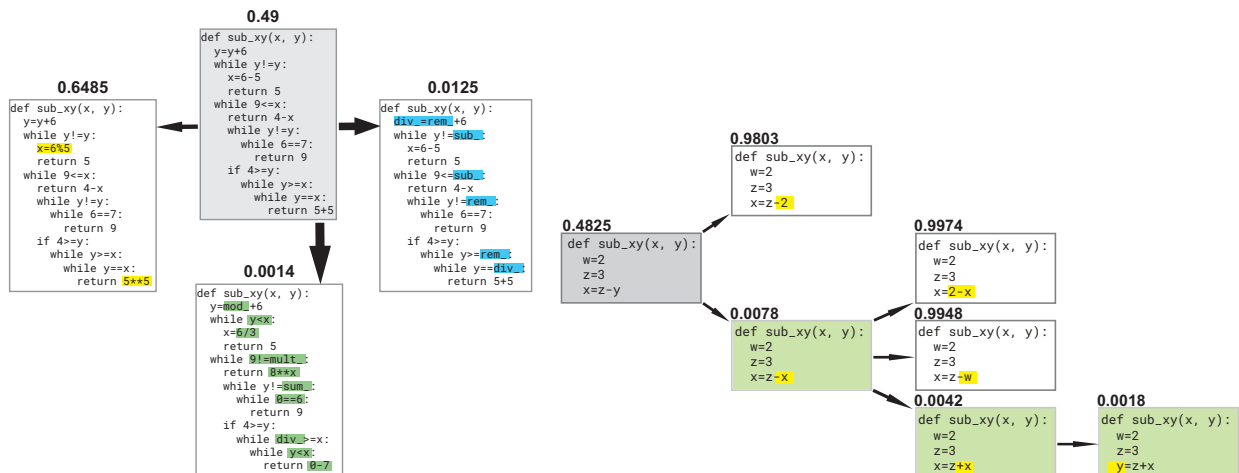 0.49
def sub_xy(x, y):
y=y+6
while y!=y:
x=6-5
return 5
while 9<=x:
return 4-x
while y!=y:
while 6==7:
return 9
if 4>=y:
while y>=x:
while y==x:
return 5+5
0.6485
def sub_xy(x, y):
y=y+6
while y!=y:
x=6%5
return 5
while 9<=x:
return 4-x
while y!=y:
while 6==7:
return 9
if 4>=y:
while y>=x:
while y==x:
return 5**5
0.0125
def sub_xy(x, y):
div_=rem_+6
while y!=sub_:
x=6-5
return 5
while 9<=sub_:
return 4-x
while y!=rem_:
while 6==7:
return 9
if 4>=y:
while y>=rem_:
while y==div_:
return 5+5
0.0014
def sub_xy(x, y):
y=mod_+6
while y<x:
x=6/3
return 5
while 9!=mult_:
return 8**x
while y!=sum_:
while 0==6:
return 9
if 4>=y:
while div_>=x:
while y<x:
return 0-7
0.4825
def sub_xy(x, y):
w=2
z=3
x=z-y
0.9803
def sub_xy(x, y):
w=2
z=3
x=z-2
0.0078
def sub_xy(x, y):
w=2
z=3
x=z-x
0.9974
def sub_xy(x, y):
w=2
z=3
x=2-x
0.9948
def sub_xy(x, y):
w=2
z=3
x=z-w
0.0042
def sub_xy(x, y):
w=2
z=3
x=z+x
0.0018
def sub_xy(x, y):
w=2
z=3
y=z+x